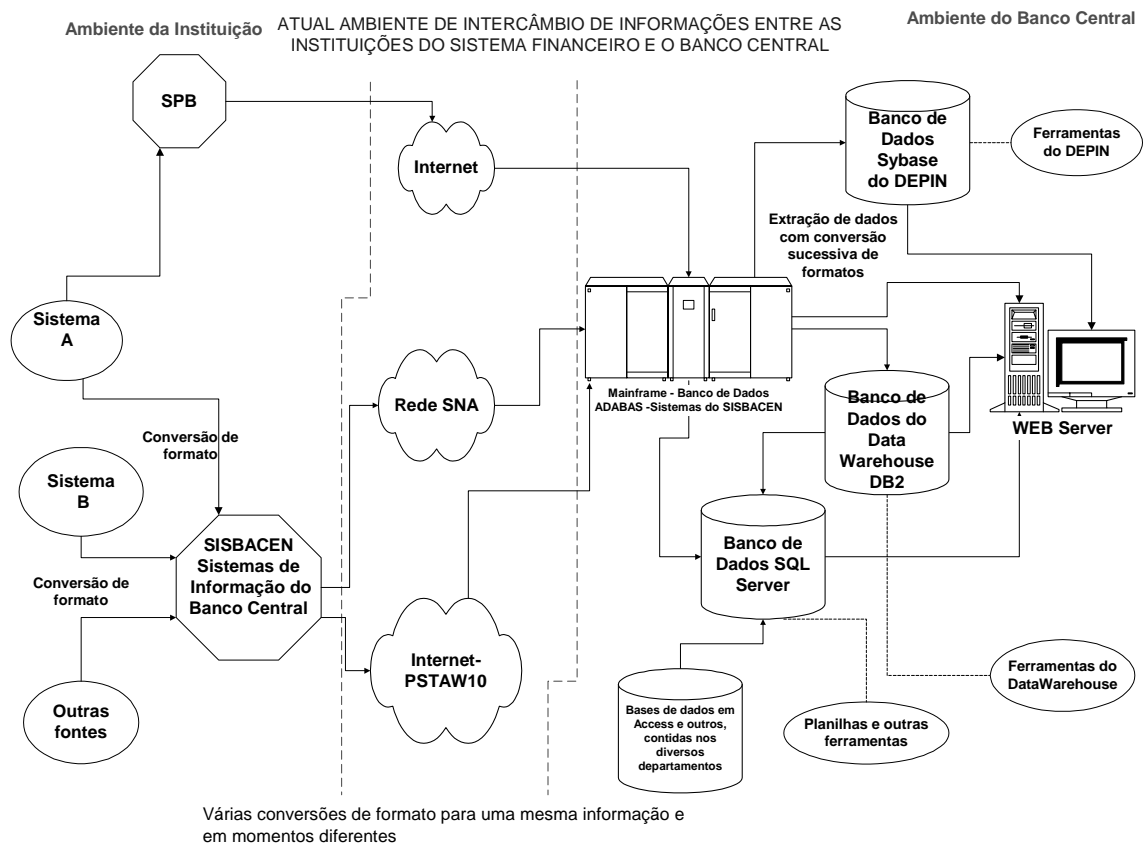 Ambiente da Instituição
ATUAL AMBIENTE DE INTERCÂMBIO DE INFORMAÇÕES ENTRE AS
INSTITUIÇÕES DO SISTEMA FINANCEIRO E O BANCO CENTRAL
Ambiente do Banco Central
SPB
Internet
Banco de
Dados
Sybase
do DEPIN
Ferramentas
do DEPIN
Extração de dados
com conversão
sucessiva de
formatos
Sistema
A
Rede SNA
Mainframe - Banco de Dados
ADABAS -Sistemas do SISBACEN
Banco de
Dados do
Data
Warehouse
DB2
WEB Server
Conversão de
formato
Sistema
B
SISBACEN
Sistemas de
Informação do
Banco Central
Conversão de
formato
Banco de
Dados SQL
Server
Internet-
PSTAW10
Outras
fontes
Bases de dados em
Access e outros,
contidas nos
diversos
departamentos
Planilhas e outras
ferramentas
Ferramentas do
DataWarehouse
Várias conversões de formato para uma mesma informação e
em momentos diferentes